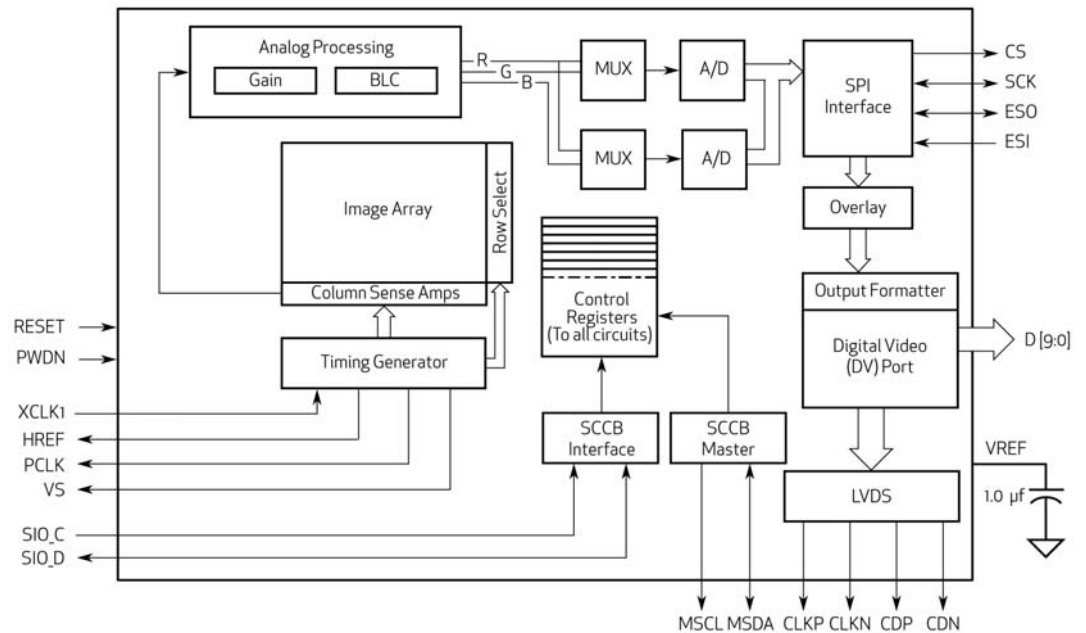 Analog Processing
Gain
BLC
R
G
B
MUX
A/D
MUX
A/D
SPI
Interface
CS
SCK
ESO
ESI
Image Array
Row Select
Column Sense Amps
Overlay
Control
Registers
(To all circuits)
Output Formatter
Digital Video
(DV) Port
D [9:0]
RESET
PWDN
Timing Generator
XCLK1
HREF
PCLK
VS
SCCB
Interface
SCCB
Master
LVDS
VREF
1.0 µf
SIO_C
SIO_D
MSCL
MSDA
CLKP
CLKN
CDP
CDN